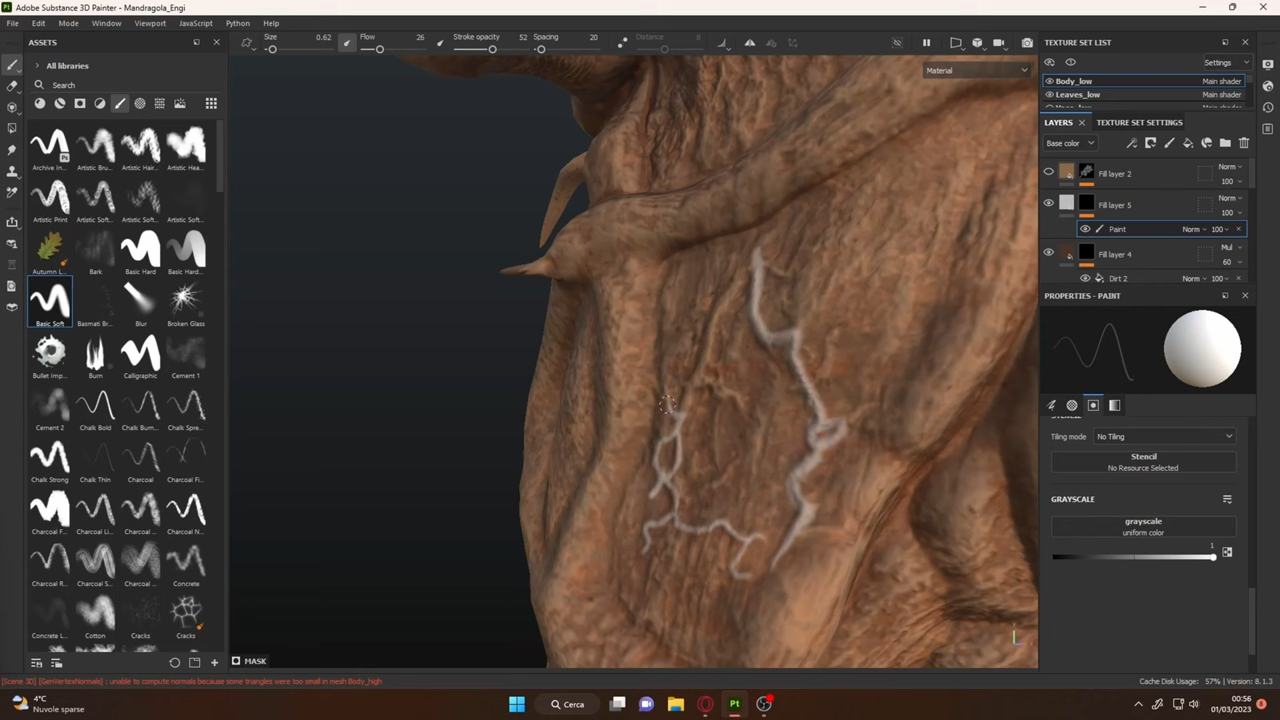 Pt Adobe Substance 3D Painter - Mandragola_Engi
File Edit Mode Window Viewport JavaScript Python Help
Size 0.62 Flow 26 Stroke opacity 52 Spacing 20 Distance 8
ASSETS
All libraries
Search
Archive In... Artistic Bru... Artistic Hair... Artistic Hea...
Artistic Print Artistic Sof... Artistic Soft... Artistic Soft...
Autumn L... Bark Basic Hard Basic Hard...
Basic Soft Basmati Br... Blur Broken Glass
Bullet Imp... Burn Calligraphic Cement 1
Cement 2 Chalk Bold Chalk Bum... Chalk Spre...
Chalk Strong Chalk Thin Charcoal Charcoal Fi...
Charcoal F... Charcoal Li... Charcoal ... Charcoal N...
Charcoal R... Charcoal S... Charcoal ... Concrete
Concrete L... Cotton Cracks Cracks
Material
MASK
TEXTURE SET LIST
Settings
Body_low Main shader
Leaves_low Main shader
Main shader
LAYERS TEXTURE SET SETTINGS
Base color
Fill layer 2 Norm 100
Fill layer 5 Norm 100
Paint Norm 100
Fill layer 4 Mul 60
Dirt 2 Norm 100
PROPERTIES - PAINT
STENCIL
Tiling mode No Tiling
Stencil
No Resource Selected
GRAYSCALE
grayscale
uniform color
1
[Scene 3D] [GenVertexNormals] : unable to compute normals because some triangles were too small in mesh Body_high
Cache Disk Usage: 57% | Version: 8.1.3
4°C
Nuvole sparse
Cerca
Pt
00:56
01/03/2023